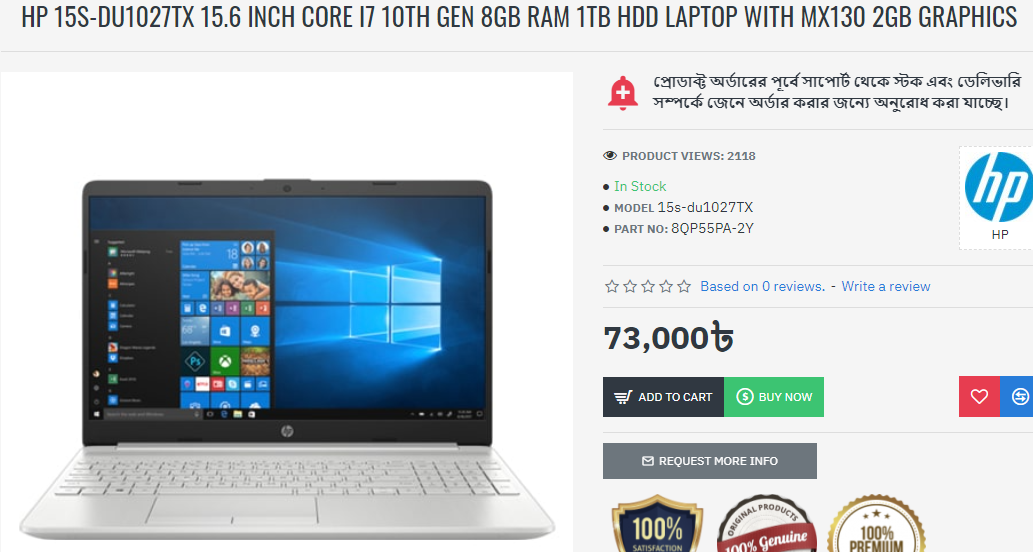 HP 15S-DU1027TX 15.6 INCH CORE I7 10TH GEN 8GB RAM 1TB HDD LAPTOP WITH MX130 2GB GRAPHICS
প্রোডাক্ট অর্ডারের পূর্বে সাপোর্ট থেকে স্টক এবং ডেলিভারি
সম্পর্কে জেনে অর্ডার করার জন্যে অনুরোধ করা যাচ্ছে।
PRODUCT VIEWS: 2118
In Stock
MODEL 15s-du1027TX
PART NO: 8QP55PA-2Y
hp
HP
Based on 0 reviews. - Write a review
73,000৳
ADD TO CART
BUY NOW
REQUEST MORE INFO
100%
SATISFACTION
ORIGINAL PRODUCTS
100% Genuine
100%
PREMIUM
18
Ps
hp